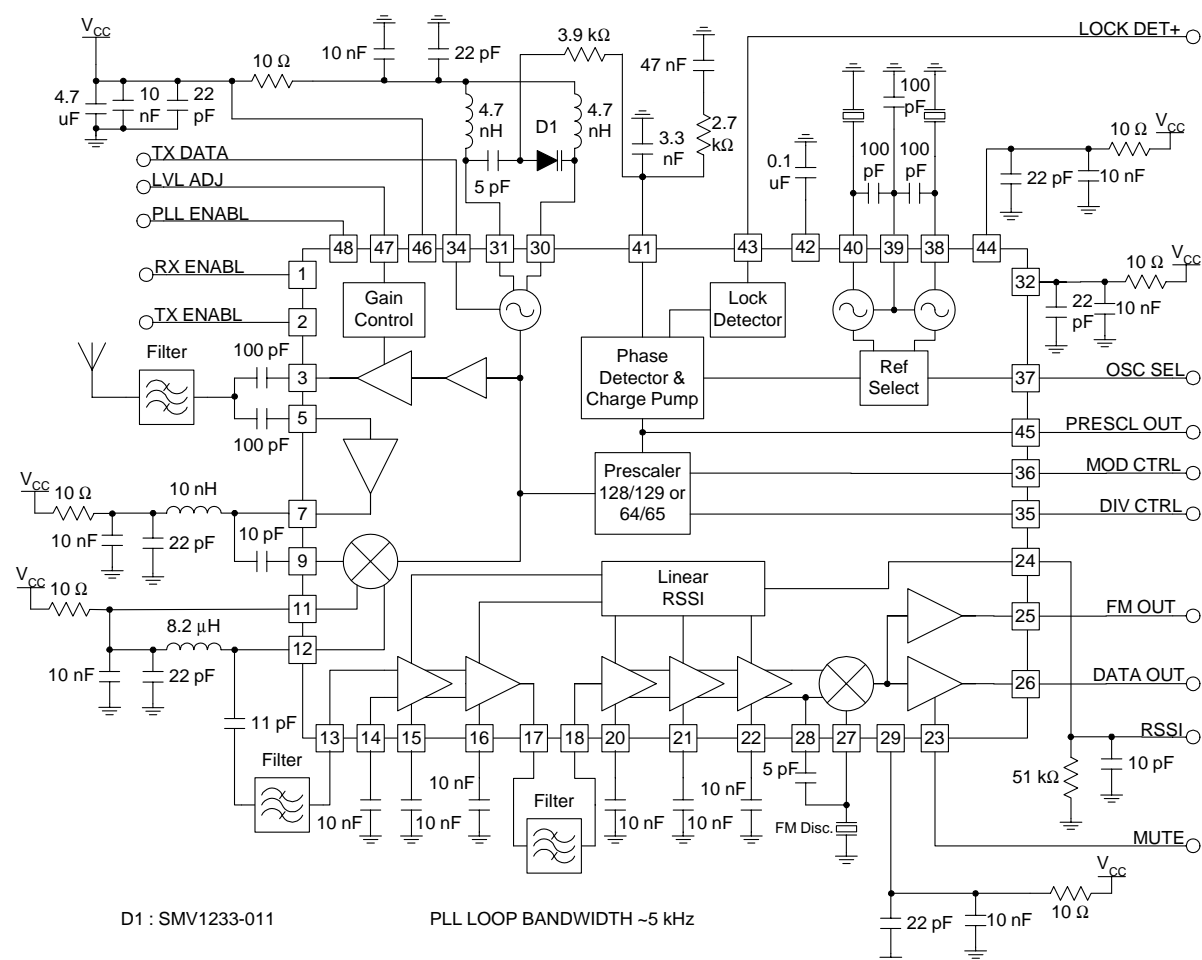 LOCK DET+
V_CC
10 nF
22 pF
3.9 kΩ
47 nF
10 Ω
100 pF
4.7 uF
10 nF
22 pF
4.7 nH
D1
4.7 nH
2.7 kΩ
3.3 nF
5 pF
0.1 uF
100 pF
100 pF
10 Ω
V_CC
22 pF
10 nF
TX DATA
LVL ADJ
PLL ENABL
48
47
46
34
31
30
41
43
42
40
39
38
44
RX ENABL
1
V_CC
10 Ω
32
22 pF
10 nF
TX ENABL
2
Gain Control
Lock Detector
Filter
100 pF
3
Phase Detector & Charge Pump
Ref Select
37
OSC SEL
5
100 pF
45
PRESCL OUT
Prescaler 128/129 or 64/65
36
MOD CTRL
V_CC
10 Ω
10 nH
7
35
DIV CTRL
10 nF
22 pF
10 pF
9
24
V_CC
10 Ω
Linear RSSI
11
25
FM OUT
8.2 μH
12
10 nF
22 pF
26
DATA OUT
11 pF
13
14
15
16
17
18
20
21
22
28
27
29
23
RSSI
Filter
10 nF
10 nF
10 nF
Filter
10 nF
10 nF
10 nF
5 pF
FM Disc.
51 kΩ
10 pF
MUTE
V_CC
10 Ω
22 pF
10 nF
D1 : SMV1233-011
PLL LOOP BANDWIDTH ~5 kHz